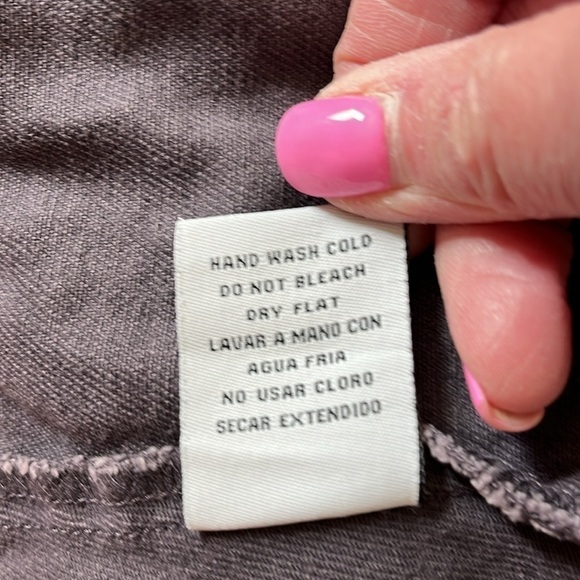 HAND WASH COLD
DO NOT BLEACH
DRY FLAT
LAVAR A MANO CON
AGUA FRIA
NO USAR CLORO
SECAR EXTENDIDO